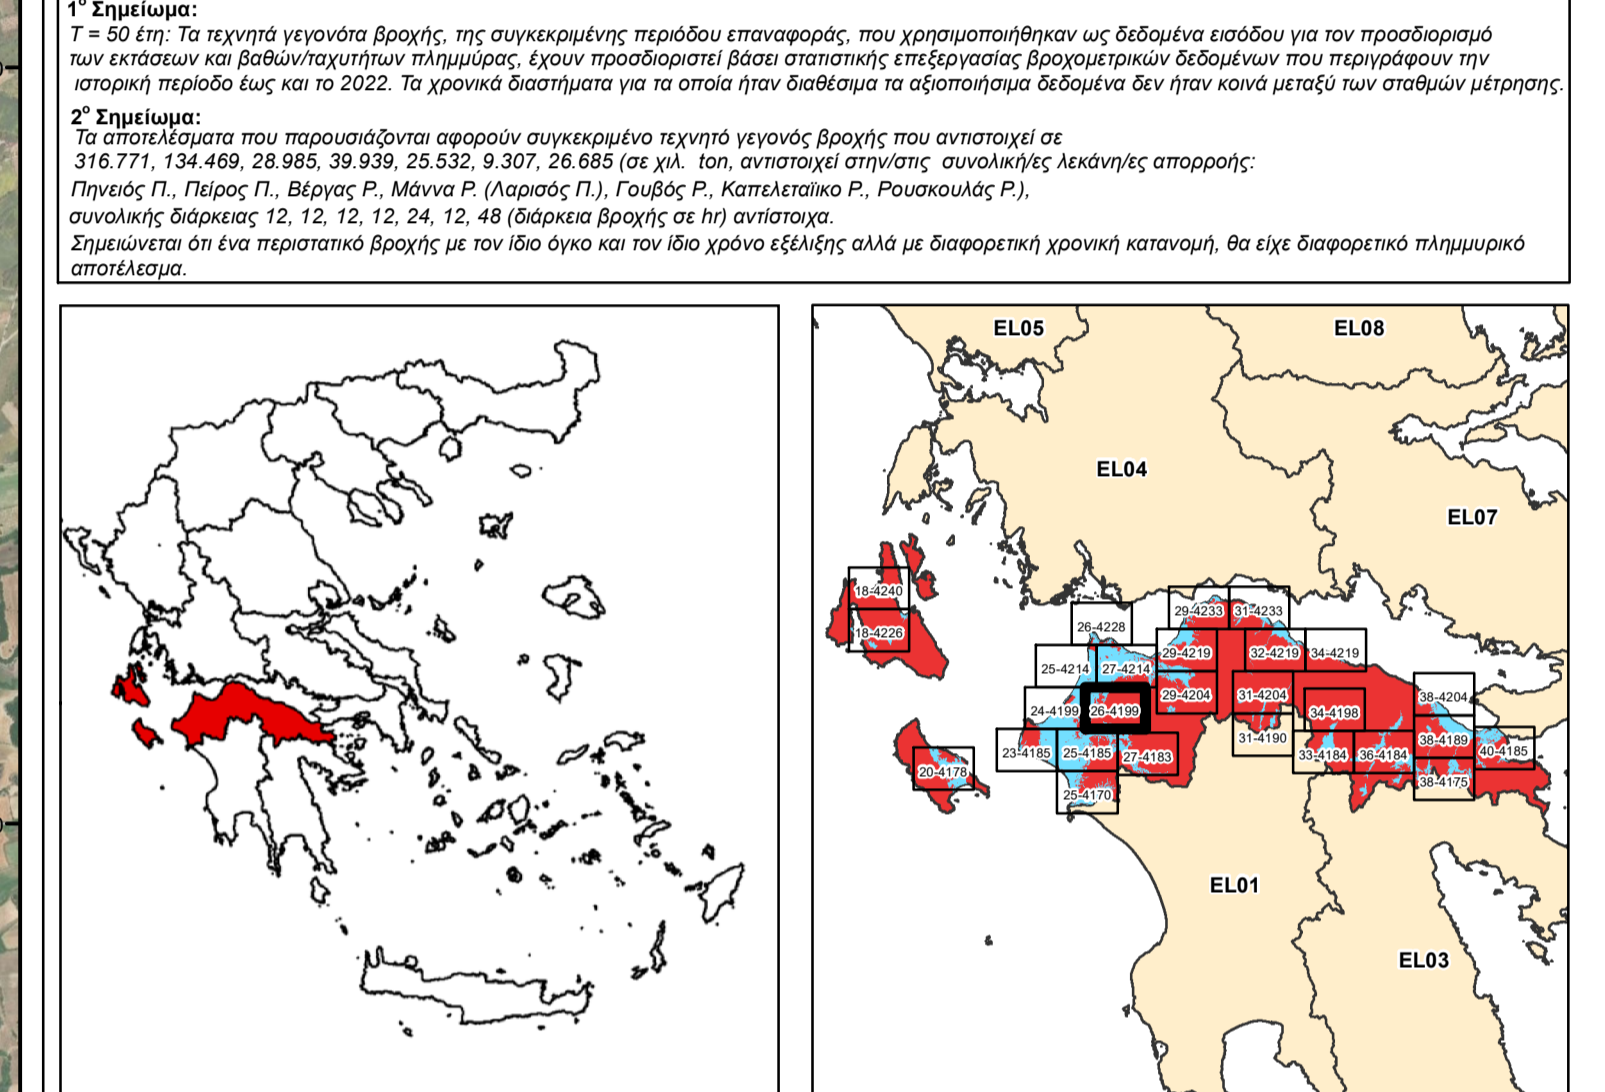 1ο Σημείωμα:
T = 50 έτη: Τα τεχνητά γεγονότα βροχής, της συγκεκριμένης περιόδου επαναφοράς, που χρησιμοποιήθηκαν ως δεδομένα εισόδου για τον προσδιορισμό
των εκτάσεων και βαθών/ταχυτήτων πλημμύρας, έχουν προσδιοριστεί βάσει στατιστικής επεξεργασίας βροχομετρικών δεδομένων που περιγράφουν την
ιστορική περίοδο έως και το 2022. Τα χρονικά διαστήματα για τα οποία ήταν διαθέσιμα τα αξιοποιήσιμα δεδομένα δεν ήταν κοινά μεταξύ των σταθμών μέτρησης.
2ο Σημείωμα:
Τα αποτελέσματα που παρουσιάζονται αφορούν συγκεκριμένο τεχνητό γεγονός βροχής που αντιστοιχεί σε
316.771, 134.469, 28.985, 39.939, 25.532, 9.307, 26.685 (σε χιλ. ton, αντιστοιχεί στην/στις συνολική/ες λεκάνη/ες απορροής:
Πηνειός Π., Πείρος Π., Βέργας Ρ., Μάννα Ρ. (Λαρισός Π.), Γουβός Ρ., Καπελεταϊικο Ρ., Ρουσκουλάς Ρ.),
συνολικής διάρκειας 12, 12, 12, 12, 24, 12, 48 (διάρκεια βροχής σε hr) αντίστοιχα.
Σημειώνεται ότι ένα περιστατικό βροχής με τον ίδιο όγκο και τον ίδιο χρόνο εξέλιξης αλλά με διαφορετική χρονική κατανομή, θα είχε διαφορετικό πλημμυρικό
αποτέλεσμα.
EL05
EL08
EL04
EL07
18-4240
18-4226
29-4233
31-4233
26-4228
29-4219
32-4219
34-4219
25-4214
27-4214
29-4204
31-4204
38-4204
24-4199
26-4199
34-4198
31-4190
38-4189
23-4185
25-4185
27-4183
33-4184
36-4184
40-4185
20-4178
38-4175
25-4170
EL01
EL03